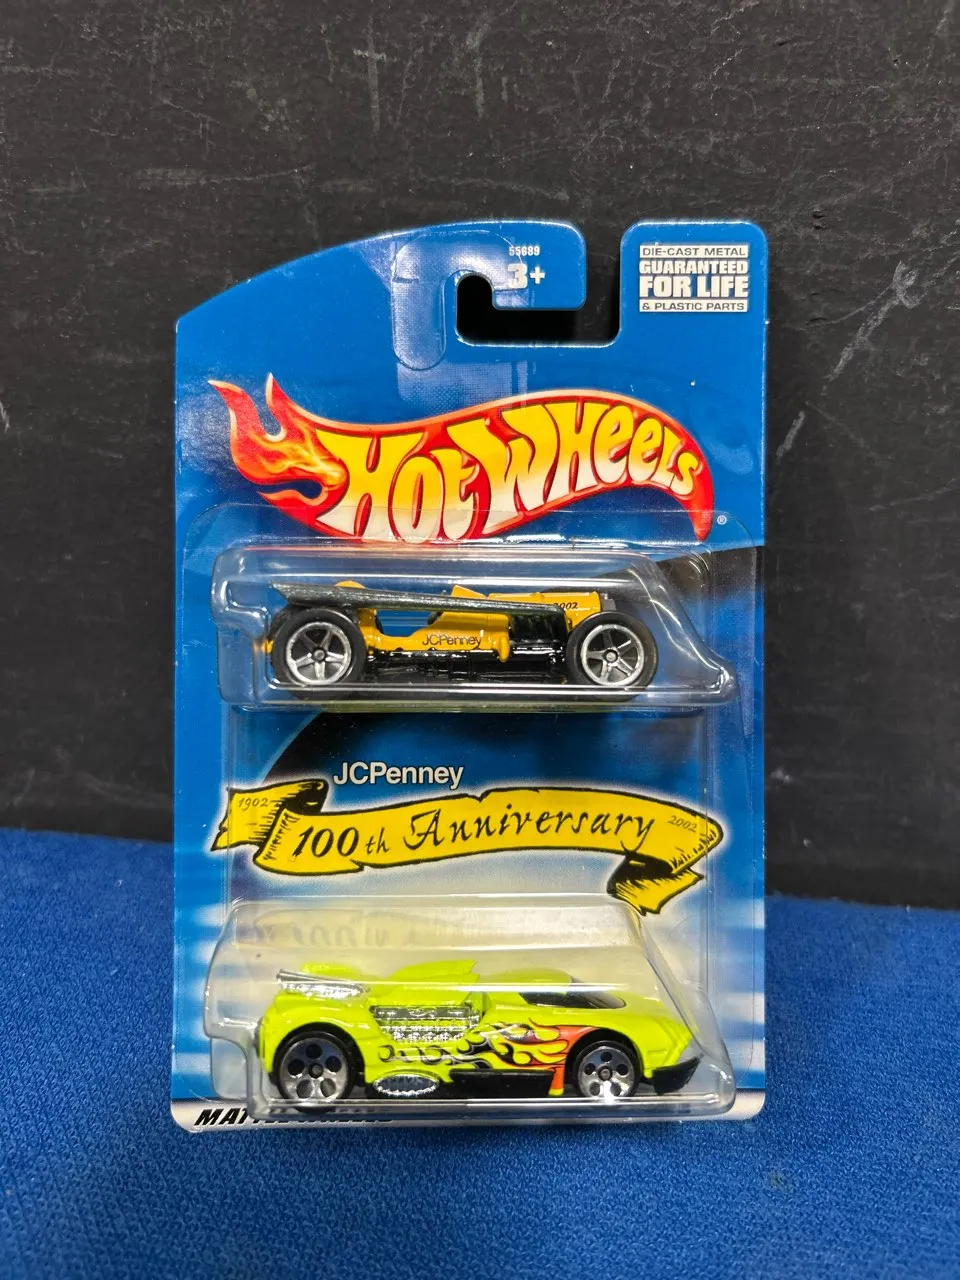 55689
3+
DIE-CAST METAL
GUARANTEED
FOR LIFE
& PLASTIC PARTS
HOT WHEELS
®
2002
JCPenney
JCPenney
1902
100th Anniversary
2002